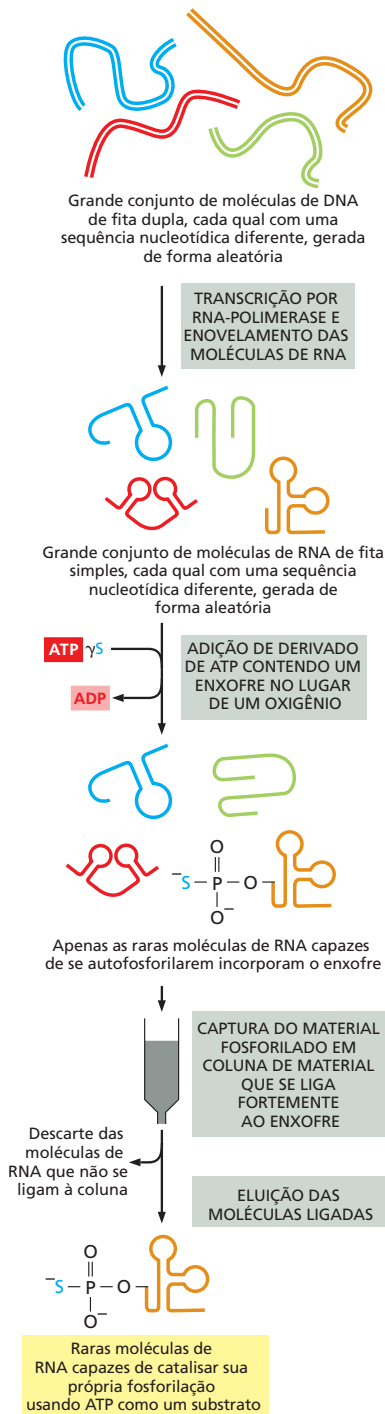 Grande conjunto de moléculas de DNA
de fita dupla, cada qual com uma
sequência nucleotídica diferente, gerada
de forma aleatória
TRANSCRIÇÃO POR
RNA-POLIMERASE E
ENOVELAMENTO DAS
MOLÉCULAS DE RNA
Grande conjunto de moléculas de RNA de fita
simples, cada qual com uma sequência
nucleotídica diferente, gerada de
forma aleatória
ATP γS
ADP
ADIÇÃO DE DERIVADO
DE ATP CONTENDO UM
ENXOFRE NO LUGAR
DE UM OXIGÊNIO
O
⁻S – P – O –
O⁻
Apenas as raras moléculas de RNA capazes
de se autofosforilarem incorporam o enxofre
CAPTURA DO MATERIAL
FOSFORILADO EM
COLUNA DE MATERIAL
QUE SE LIGA
FORTEMENTE
AO ENXOFRE
Descarte das
moléculas de
RNA que não se
ligam à coluna
ELUIÇÃO DAS
MOLÉCULAS LIGADAS
O
⁻S – P – O –
O⁻
Raras moléculas de
RNA capazes de catalisar sua
própria fosforilação
usando ATP como um substrato